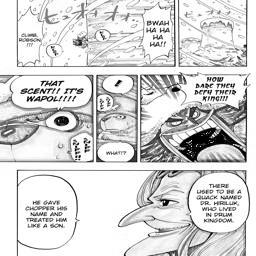 BWAH
HA HA
HA
HA!!
CLIMB,
ROBSON
!!!
HOW
DARE THEY
DEFY THEIR
KING!!!
THAT
SCENT!! IT'S
WAPOL!!!!
WHAT!?
THERE
USED TO BE A
QUACK NAMED
DR. HIRILUK,
WHO LIVED
IN DRUM
KINGDOM.
HE GAVE
CHOPPER HIS
NAME AND
TREATED HIM
LIKE A SON.